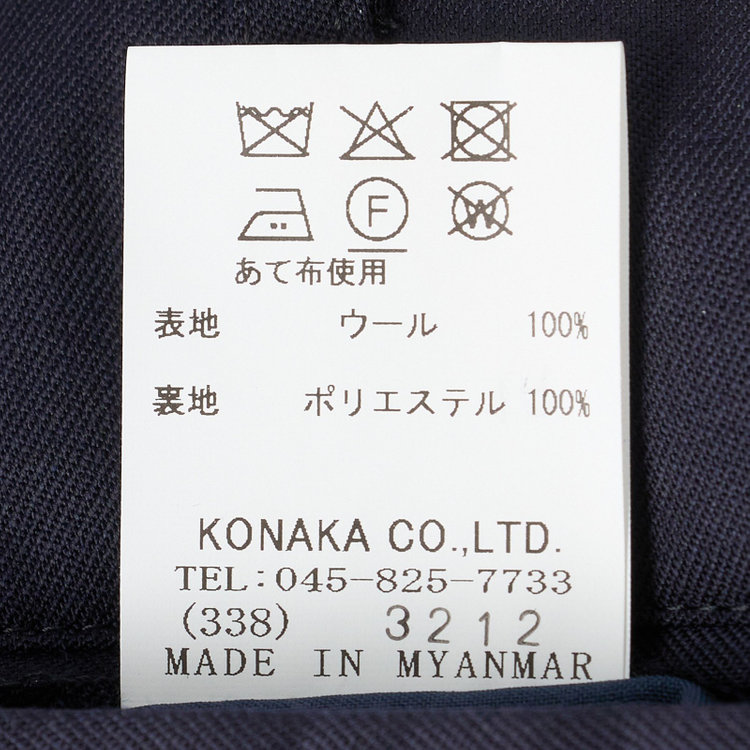 F W
あて布使用
表地 ウール 100%
裏地 ポリエステル 100%
KONAKA CO.,LTD.
TEL:045-825-7733
(338) 3212
MADE IN MYANMAR